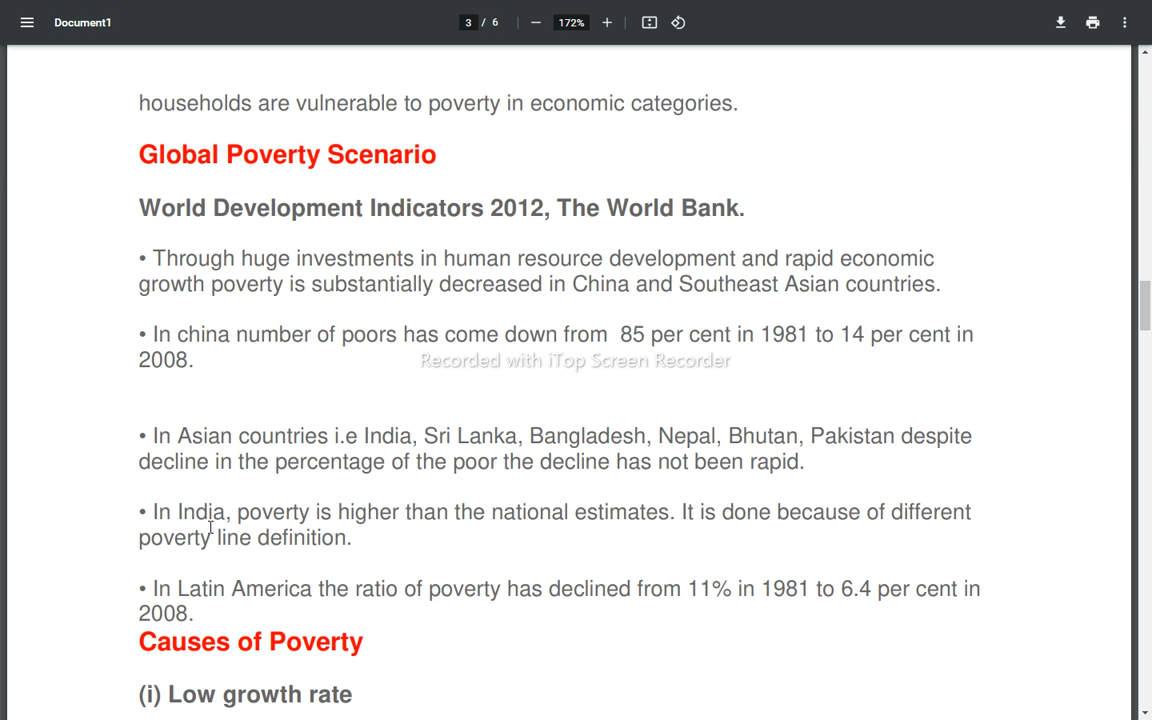 Document1
3 / 6
172%
households are vulnerable to poverty in economic categories.
Global Poverty Scenario
World Development Indicators 2012, The World Bank.
• Through huge investments in human resource development and rapid economic
growth poverty is substantially decreased in China and Southeast Asian countries.
• In china number of poors has come down from  85 per cent in 1981 to 14 per cent in
2008.
Recorded with iTop Screen Recorder
• In Asian countries i.e India, Sri Lanka, Bangladesh, Nepal, Bhutan, Pakistan despite
decline in the percentage of the poor the decline has not been rapid.
• In India, poverty is higher than the national estimates. It is done because of different
poverty line definition.
• In Latin America the ratio of poverty has declined from 11% in 1981 to 6.4 per cent in
2008.
Causes of Poverty
(i) Low growth rate